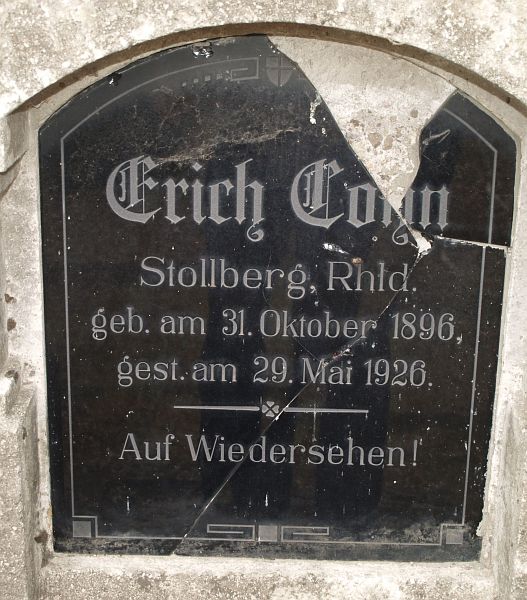 Erich Cohn
Stollberg, Rhld.
geb. am 31. Oktober 1896,
gest. am 29. Mai 1926.
Auf Wiedersehen!